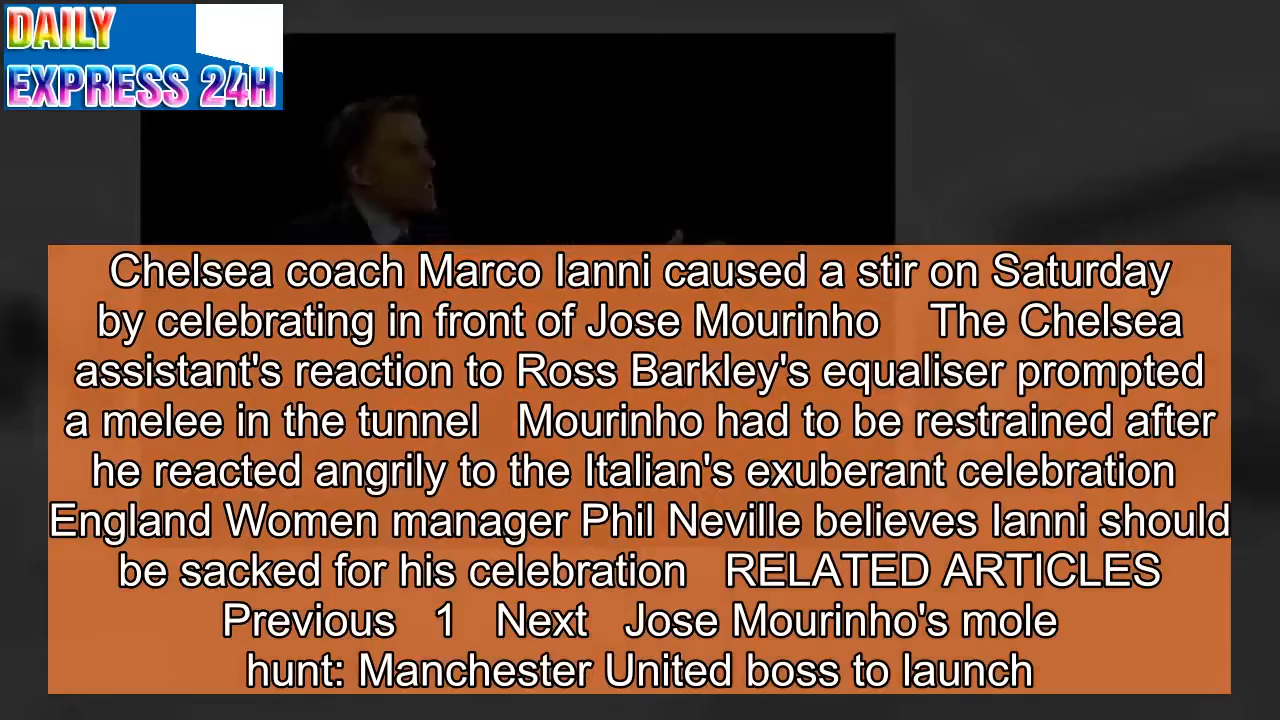 DAILY
EXPRESS 24H
Chelsea coach Marco Ianni caused a stir on Saturday
by celebrating in front of Jose Mourinho The Chelsea
assistant's reaction to Ross Barkley's equaliser prompted
a melee in the tunnel Mourinho had to be restrained after
he reacted angrily to the Italian's exuberant celebration
England Women manager Phil Neville believes Ianni should
be sacked for his celebration RELATED ARTICLES
Previous 1 Next Jose Mourinho's mole
hunt: Manchester United boss to launch